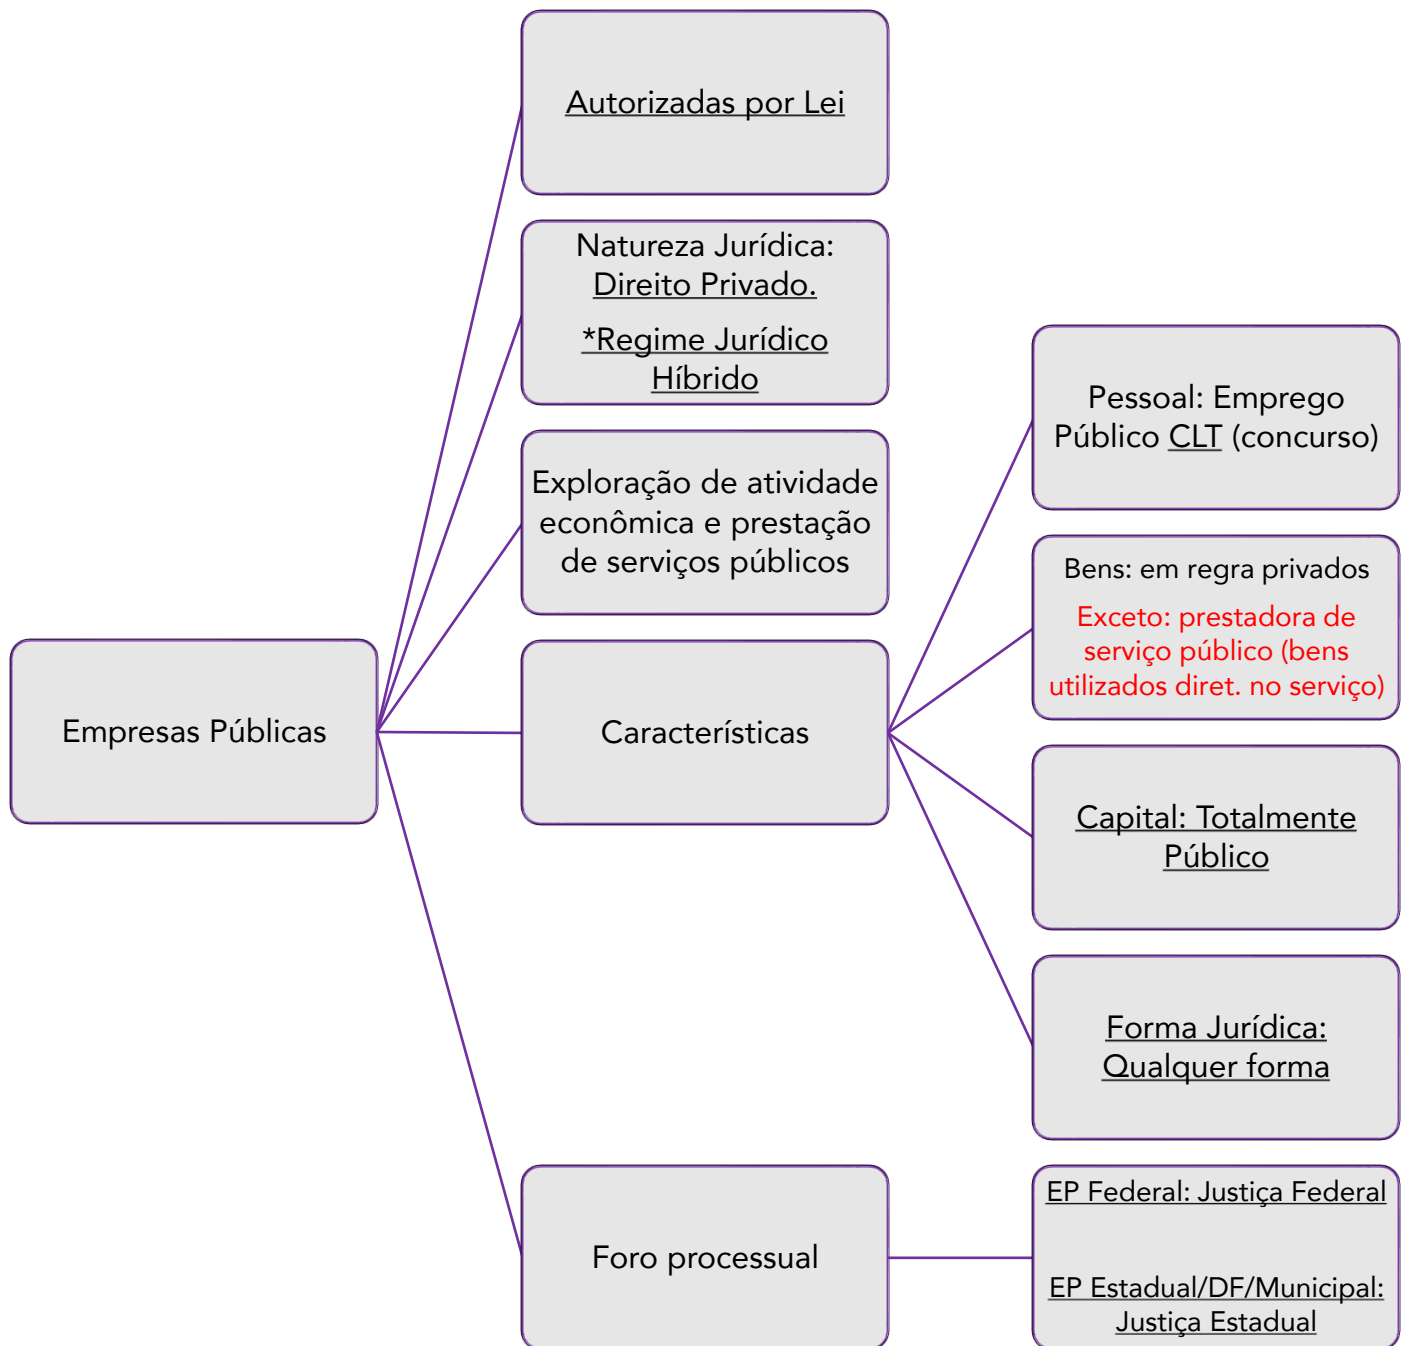 Autorizadas por Lei
Natureza Jurídica:
Direito Privado.
*Regime Jurídico
Híbrido
Exploração de atividade
econômica e prestação
de serviços públicos
Empresas Públicas
Características
Pessoal: Emprego
Público CLT (concurso)
Bens: em regra privados
Exceto: prestadora de
serviço público (bens
utilizados diret. no serviço)
Capital: Totalmente
Público
Forma Jurídica:
Qualquer forma
Foro processual
EP Federal: Justiça Federal
EP Estadual/DF/Municipal:
Justiça Estadual